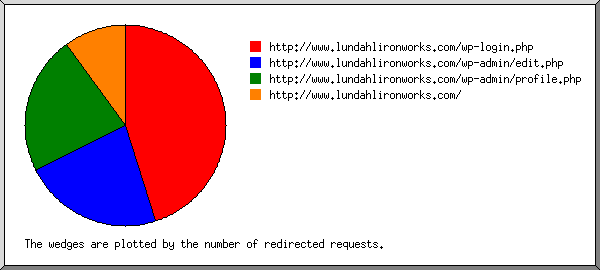 http://www.lundahlironworks.com/wp-login.php
http://www.lundahlironworks.com/wp-admin/edit.php
http://www.lundahlironworks.com/wp-admin/profile.php
http://www.lundahlironworks.com/
The wedges are plotted by the number of redirected requests.